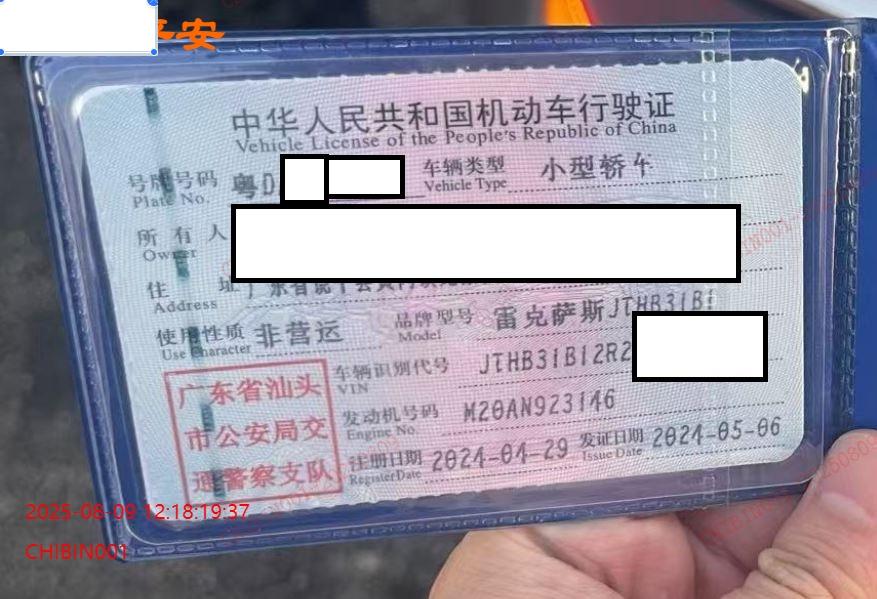 平安
中华人民共和国机动车行驶证
Vehicle License of the People's Republic of China
号牌号码 粤D 车辆类型 小型轿车
Plate No. Vehicle Type
所有人
Owner
住址 广东省
Address
使用性质 非营运 品牌型号 雷克萨斯JTHB31B1
Use Character Model
车辆识别代号 JTHB31B12R2
VIN
发动机号码 M20AN923146
Engine No.
注册日期 2024-04-29 发证日期 2024-05-06
Register Date Issue Date
广东省汕头
市公安局交
通警察支队
2025-08-09 12:18:19:37
CHIBIN001